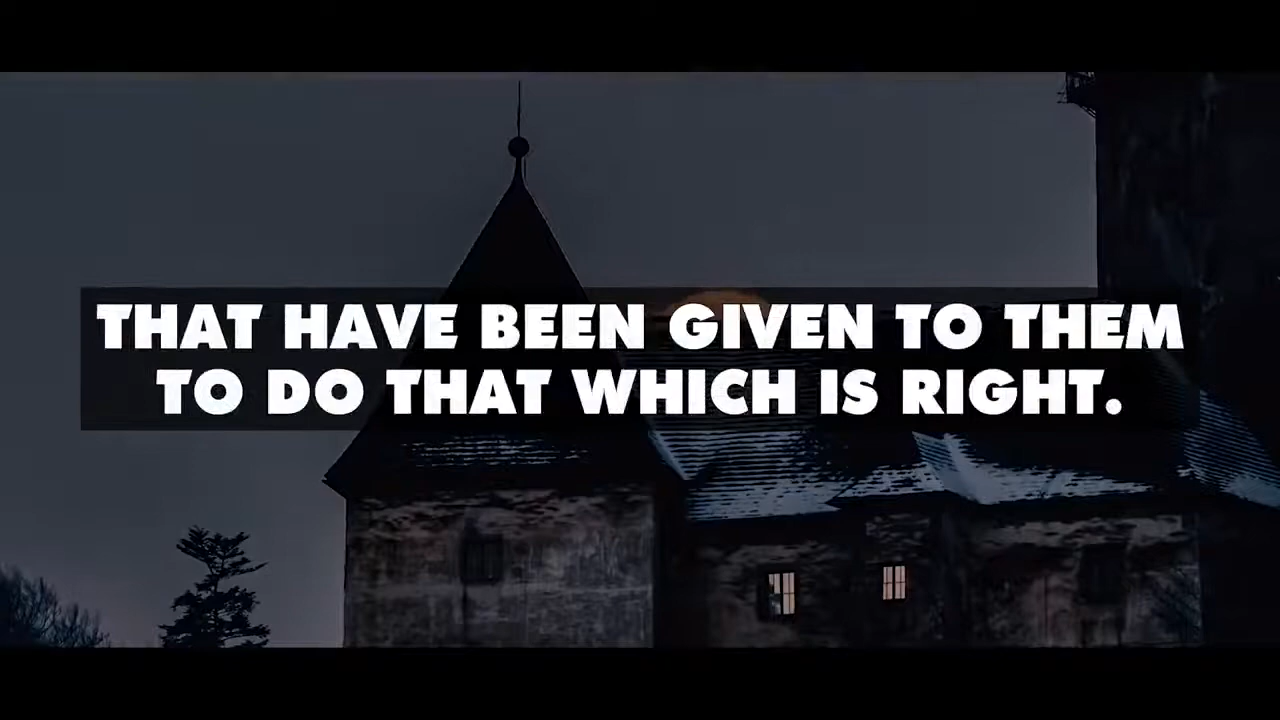 THAT HAVE BEEN GIVEN TO THEM
TO DO THAT WHICH IS RIGHT.